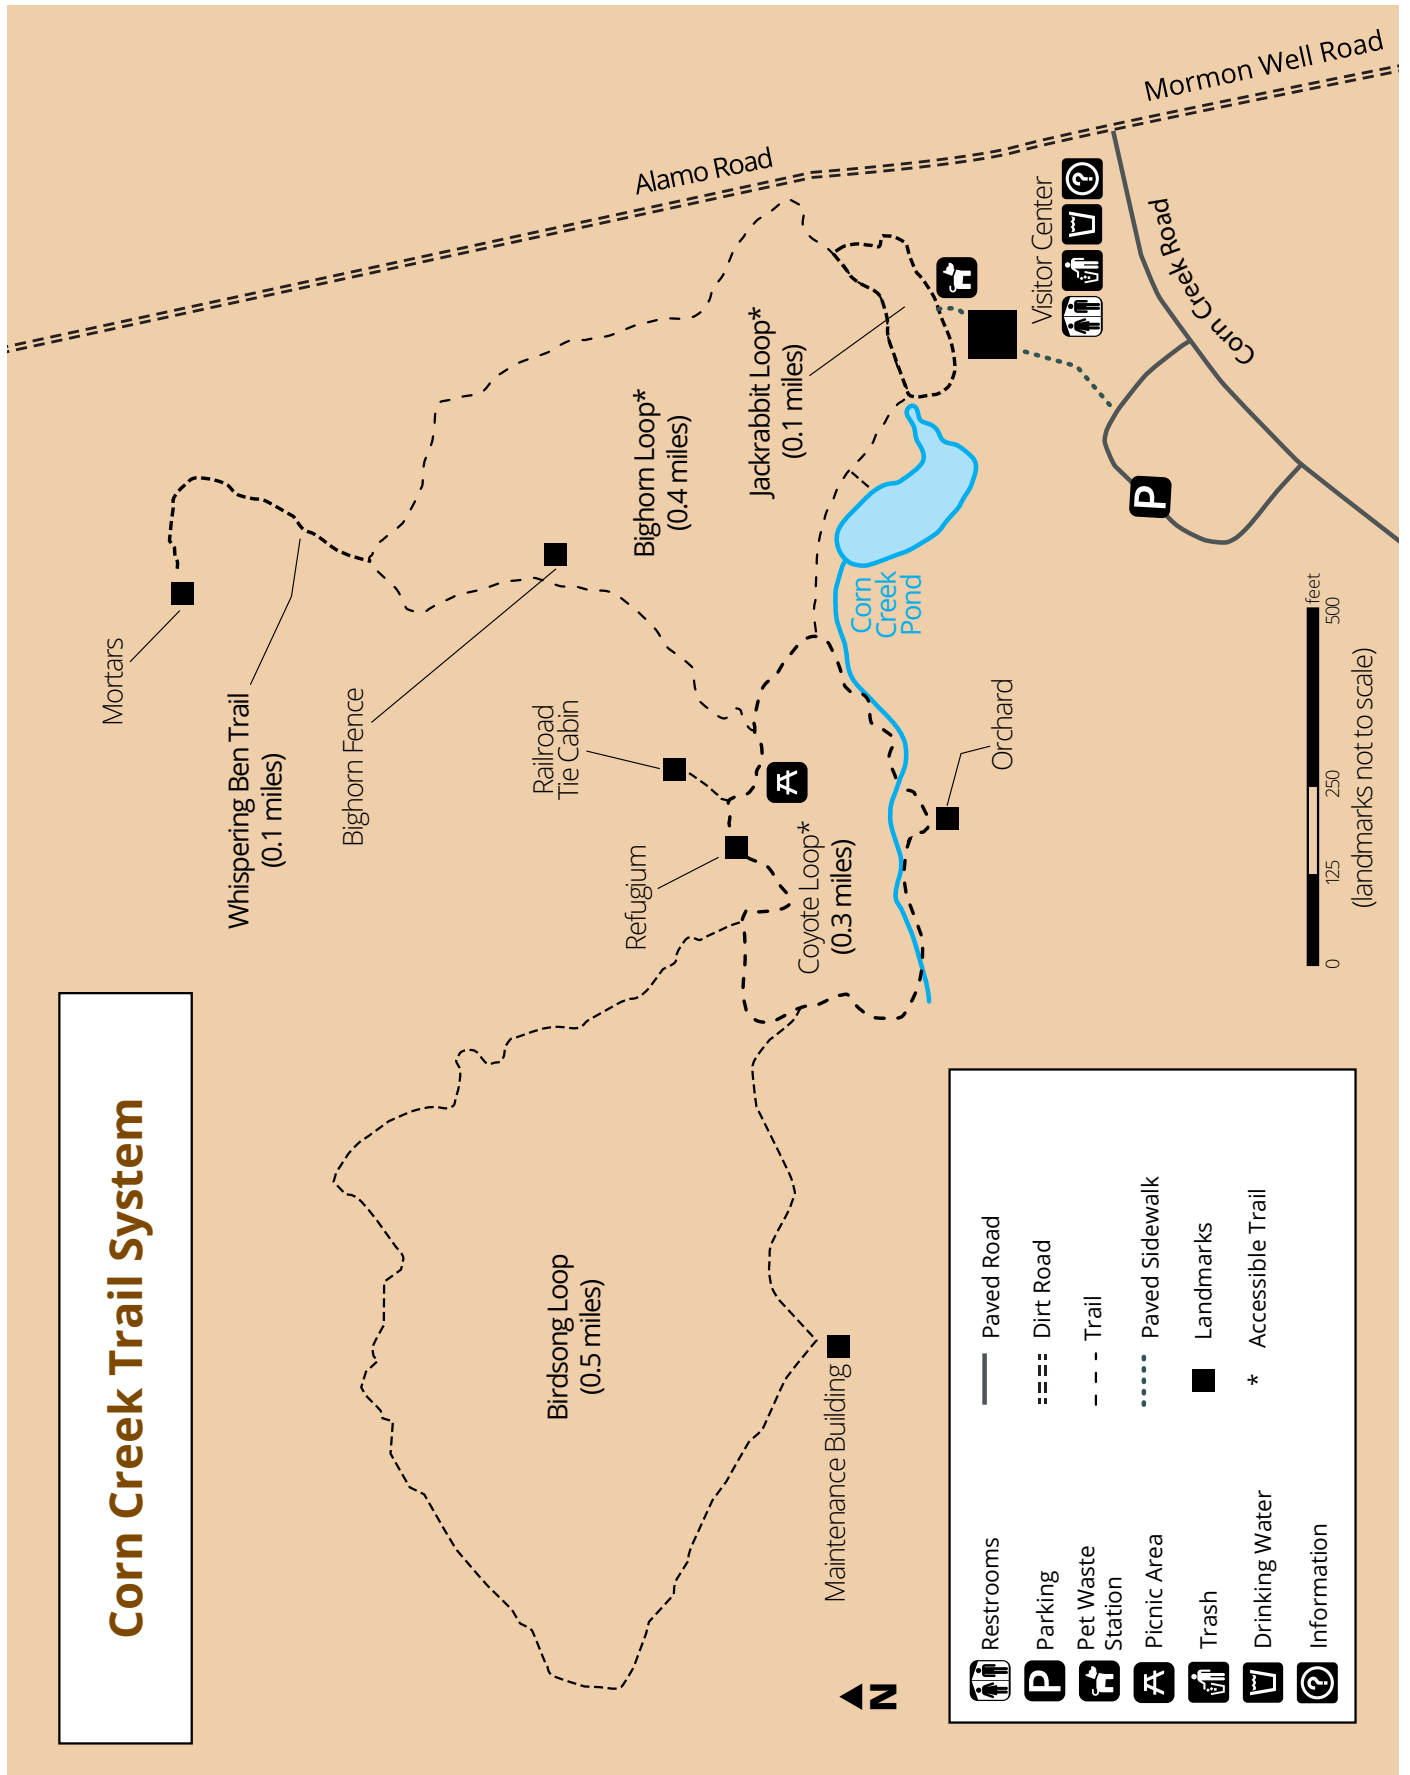 Corn Creek Trail System
Mortars
Whispering Ben Trail
(0.1 miles)
Bighorn Fence
Railroad
Tie Cabin
Refugium
Bighorn Loop*
(0.4 miles)
Jackrabbit Loop*
(0.1 miles)
Alamo Road
Mormon Well Road
Visitor Center
Corn Creek Road
P
Corn
Creek
Pond
Coyote Loop*
(0.3 miles)
Orchard
Birdsong Loop
(0.5 miles)
Maintenance Building
N
Restrooms
P Parking
Pet Waste
Station
Picnic Area
Trash
Drinking Water
? Information
Paved Road
Dirt Road
Trail
Paved Sidewalk
Landmarks
* Accessible Trail
0 125 250 500 feet
(landmarks not to scale)
?